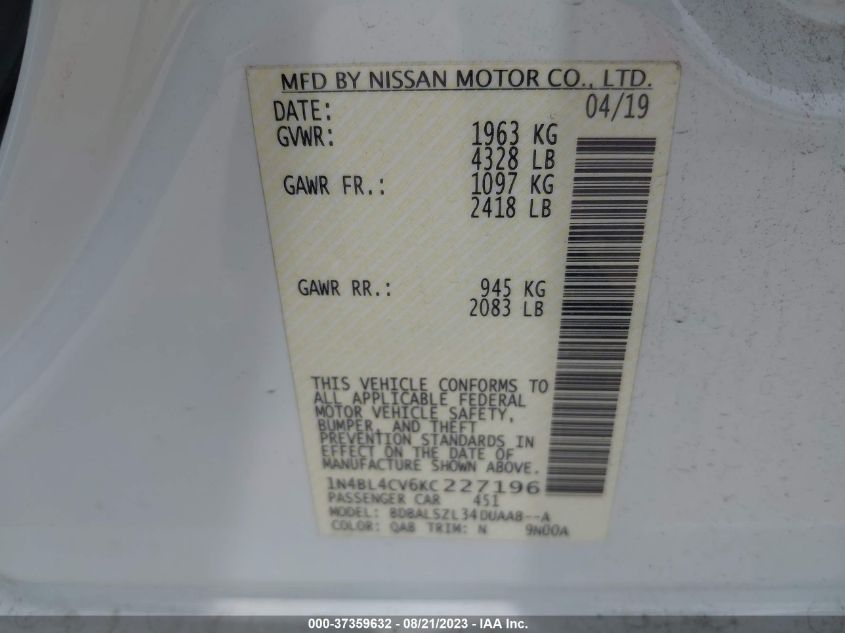 MFD BY NISSAN MOTOR CO., LTD.
DATE: 04/19
GVWR: 1963 KG
4328 LB
GAWR FR.: 1097 KG
2418 LB
GAWR RR.: 945 KG
2083 LB
THIS VEHICLE CONFORMS TO
ALL APPLICABLE FEDERAL
MOTOR VEHICLE SAFETY,
BUMPER, AND THEFT
PREVENTION STANDARDS IN
EFFECT ON THE DATE OF
MANUFACTURE SHOWN ABOVE.
1N4BL4CV6KC227196
PASSENGER CAR 451
MODEL: BDBALSZL34DUAAB--A
COLOR: QAB TRIM: N 9N00A
000-37359632 - 08/21/2023 - IAA Inc.